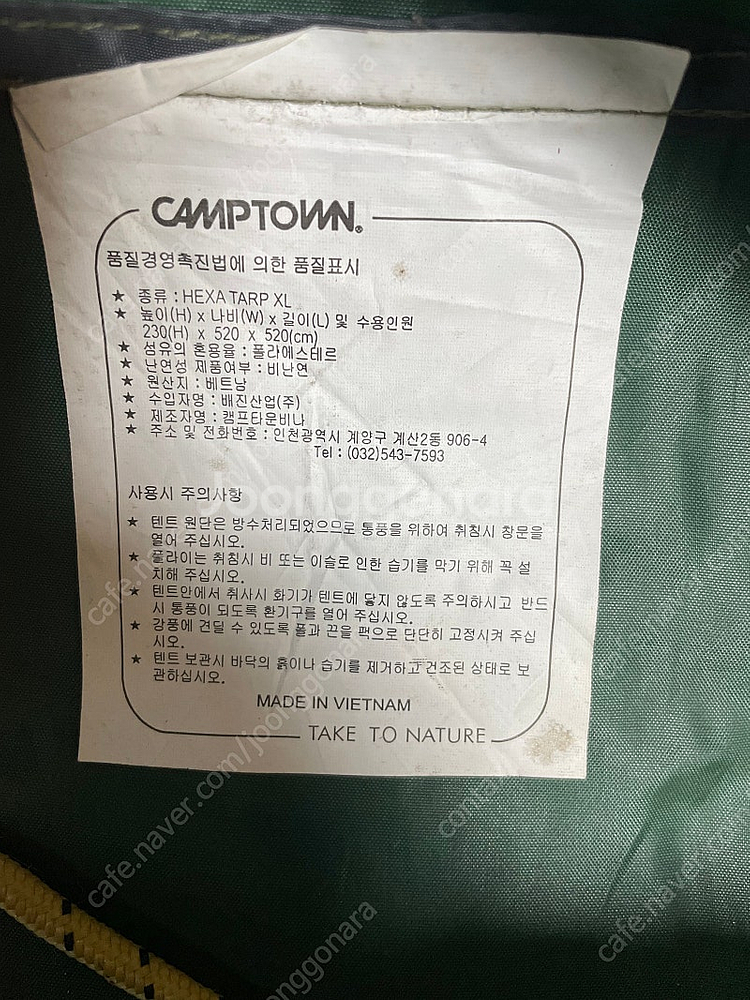 CAMPTOWN®
품질경영촉진법에 의한 품질표시
★ 종류 : HEXA TARP XL
★ 높이(H) x 나비(W) x 길이(L) 및 수용인원
230(H) x 520 x 520(cm)
★ 섬유의 혼용율 : 폴라에스테르
★ 난연성 제품여부 : 비난연
★ 원산지 : 베트남
★ 수입자명 : 배진산업(주)
★ 제조자명 : 캠프타운비나
★ 주소 및 전화번호 : 인천광역시 계양구 계산2동 906-4
Tel : (032)543-7593
사용시 주의사항
★ 텐트 원단은 방수처리되었으므로 통풍을 위하여 취침시 창문을
열어 주십시오.
★ 플라이는 취침시 비 또는 이슬로 인한 습기를 막기 위해 꼭 설
치해 주십시오.
★ 텐트안에서 취사시 화기가 텐트에 닿지 않도록 주의하시고 반드
시 통풍이 되도록 환기구를 열어 주십시오.
★ 강풍에 견딜 수 있도록 폴과 끈을 팩으로 단단히 고정시켜 주십
시오.
★ 텐트 보관시 바닥의 흙이나 습기를 제거하고 건조된 상태로 보
관하십시오.
MADE IN VIETNAM
TAKE TO NATURE
joonggonara
cafe.naver.com/joonggonara